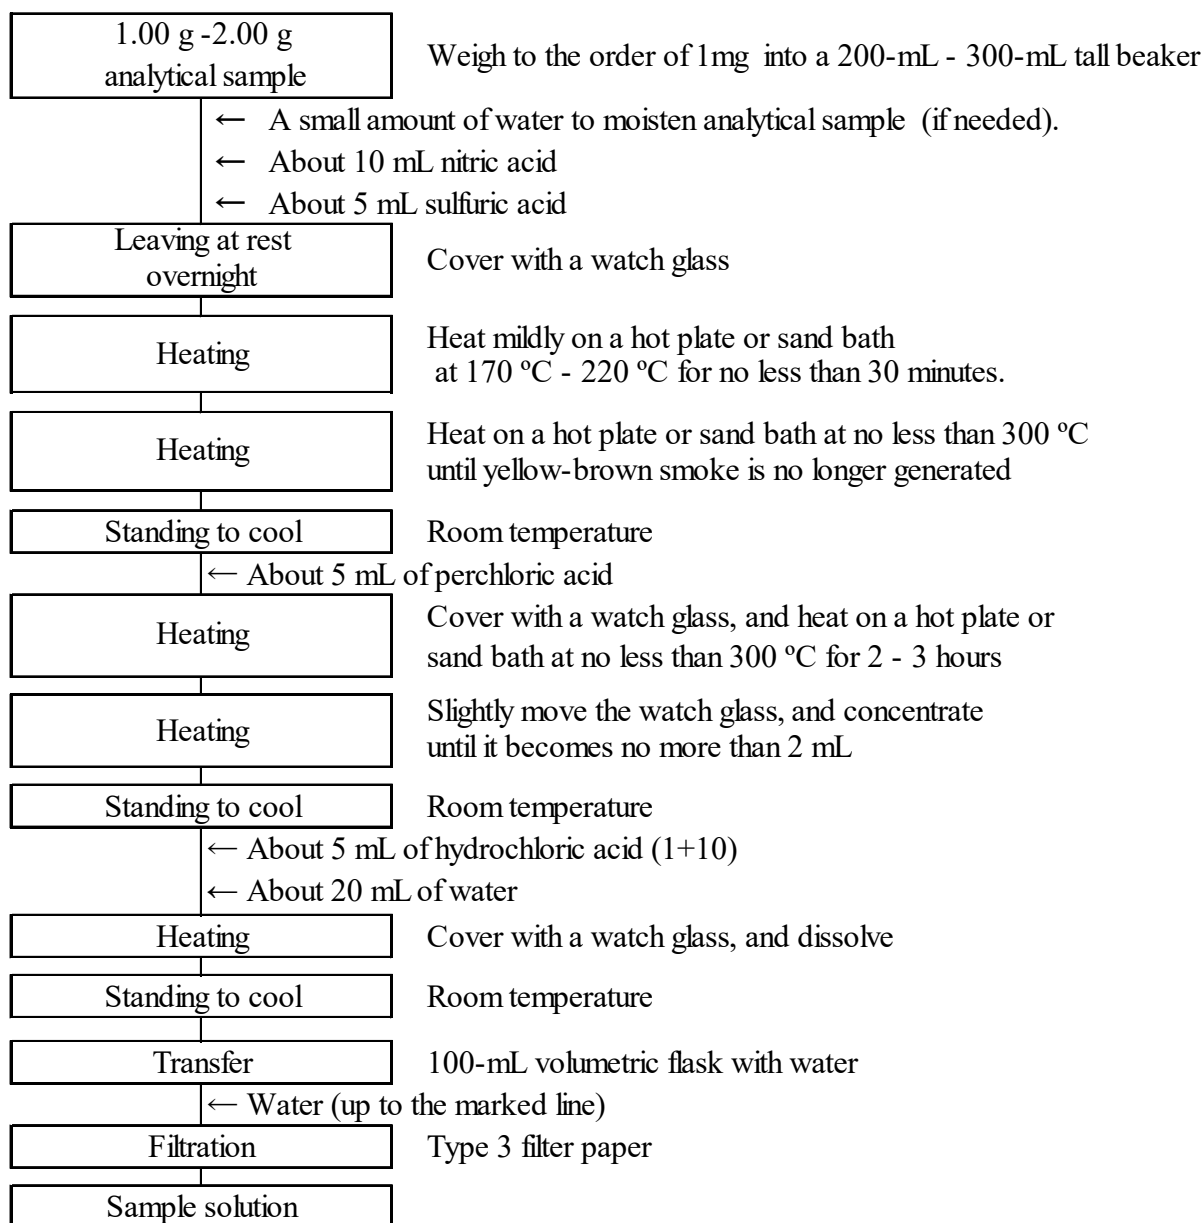 1.00 g -2.00 g
analytical sample
Weigh to the order of 1mg into a 200-mL - 300-mL tall beaker
← A small amount of water to moisten analytical sample (if needed).
← About 10 mL nitric acid
← About 5 mL sulfuric acid
Leaving at rest
overnight
Cover with a watch glass
Heating
Heat mildly on a hot plate or sand bath
at 170 ºC - 220 ºC for no less than 30 minutes.
Heating
Heat on a hot plate or sand bath at no less than 300 ºC
until yellow-brown smoke is no longer generated
Standing to cool
Room temperature
← About 5 mL of perchloric acid
Heating
Cover with a watch glass, and heat on a hot plate or
sand bath at no less than 300 ºC for 2 - 3 hours
Heating
Slightly move the watch glass, and concentrate
until it becomes no more than 2 mL
Standing to cool
Room temperature
← About 5 mL of hydrochloric acid (1+10)
← About 20 mL of water
Heating
Cover with a watch glass, and dissolve
Standing to cool
Room temperature
Transfer
100-mL volumetric flask with water
← Water (up to the marked line)
Filtration
Type 3 filter paper
Sample solution